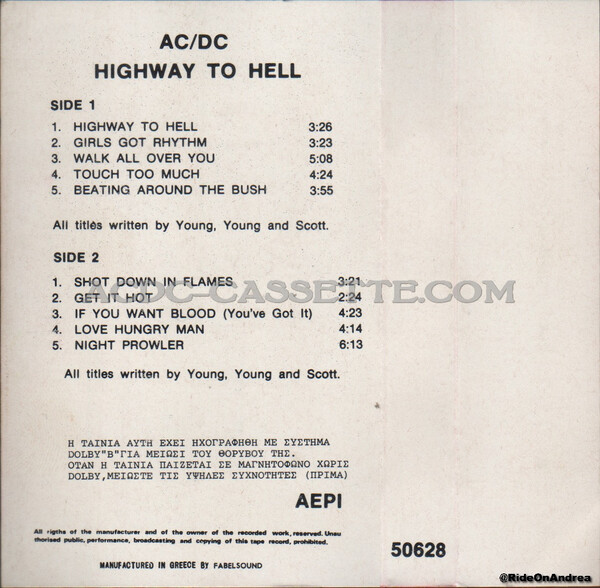 AC/DC
HIGHWAY TO HELL
SIDE 1
1. HIGHWAY TO HELL 3:26
2. GIRLS GOT RHYTHM 3:23
3. WALK ALL OVER YOU 5:08
4. TOUCH TOO MUCH 4:24
5. BEATING AROUND THE BUSH 3:55
All titles written by Young, Young and Scott.
SIDE 2
1. SHOT DOWN IN FLAMES 3:21
ACDC-CASSETTE.COM
2. GET IT HOT 2:24
3. IF YOU WANT BLOOD (You've Got It) 4:23
4. LOVE HUNGRY MAN 4:14
5. NIGHT PROWLER 6:13
All titles written by Young, Young and Scott.
Η ΤΑΙΝΙΑ ΑΥΤΗ ΕΧΕΙ ΗΧΟΓΡΑΦΗΘΗ ΜΕ ΣΥΣΤΗΜΑ
DOLBY"B"ΓΙΑ ΜΕΙΩΣΙ ΤΟΥ ΘΟΡΥΒΟΥ ΤΗΣ.
ΟΤΑΝ Η ΤΑΙΝΙΑ ΠΑΙΖΕΤΑΙ ΣΕ ΜΑΓΝΗΤΟΦΩΝΟ ΧΩΡΙΣ
DOLBY,ΜΕΙΩΣΤΕ ΤΙΣ ΥΨΗΛΕΣ ΣΥΧΝΟΤΗΤΕΣ (ΠΡΙΜΑ)
ΑΕΡΙ
All rigths of the manufacturer and of the owner of the recorded work, reserved. Unau
thorised public, performance, broadcasting and copying of this tape record, prohibited.
MANUFACTURED IN GREECE BY FABELSOUND
50628
@RideOnAndrea